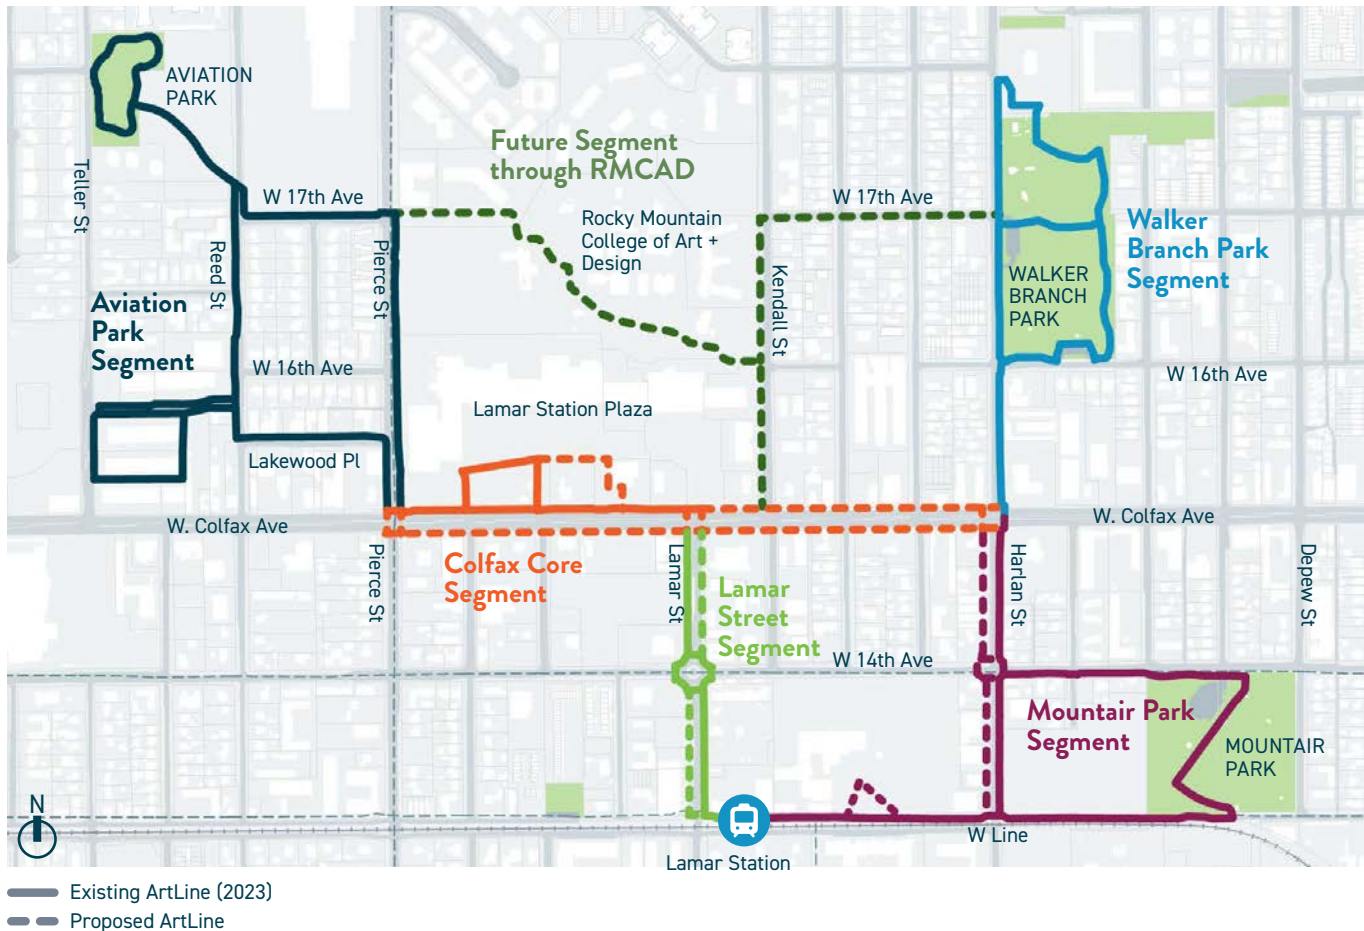 AVIATION
PARK
Future Segment
through RMCAD
Teller St
W 17th Ave
W 17th Ave
Rocky Mountain
College of Art +
Design
Walker
Branch Park
Segment
Reed St
Pierce St
Kendall St
WALKER
BRANCH
PARK
Aviation
Park
Segment
W 16th Ave
W 16th Ave
Lamar Station Plaza
Lakewood Pl
W. Colfax Ave
W. Colfax Ave
Pierce St
Colfax Core
Segment
Lamar St
Lamar
Street
Segment
Harlan St
Depew St
W 14th Ave
Mountair Park
Segment
MOUNTAIR
PARK
N
W Line
Lamar Station
Existing ArtLine (2023)
Proposed ArtLine